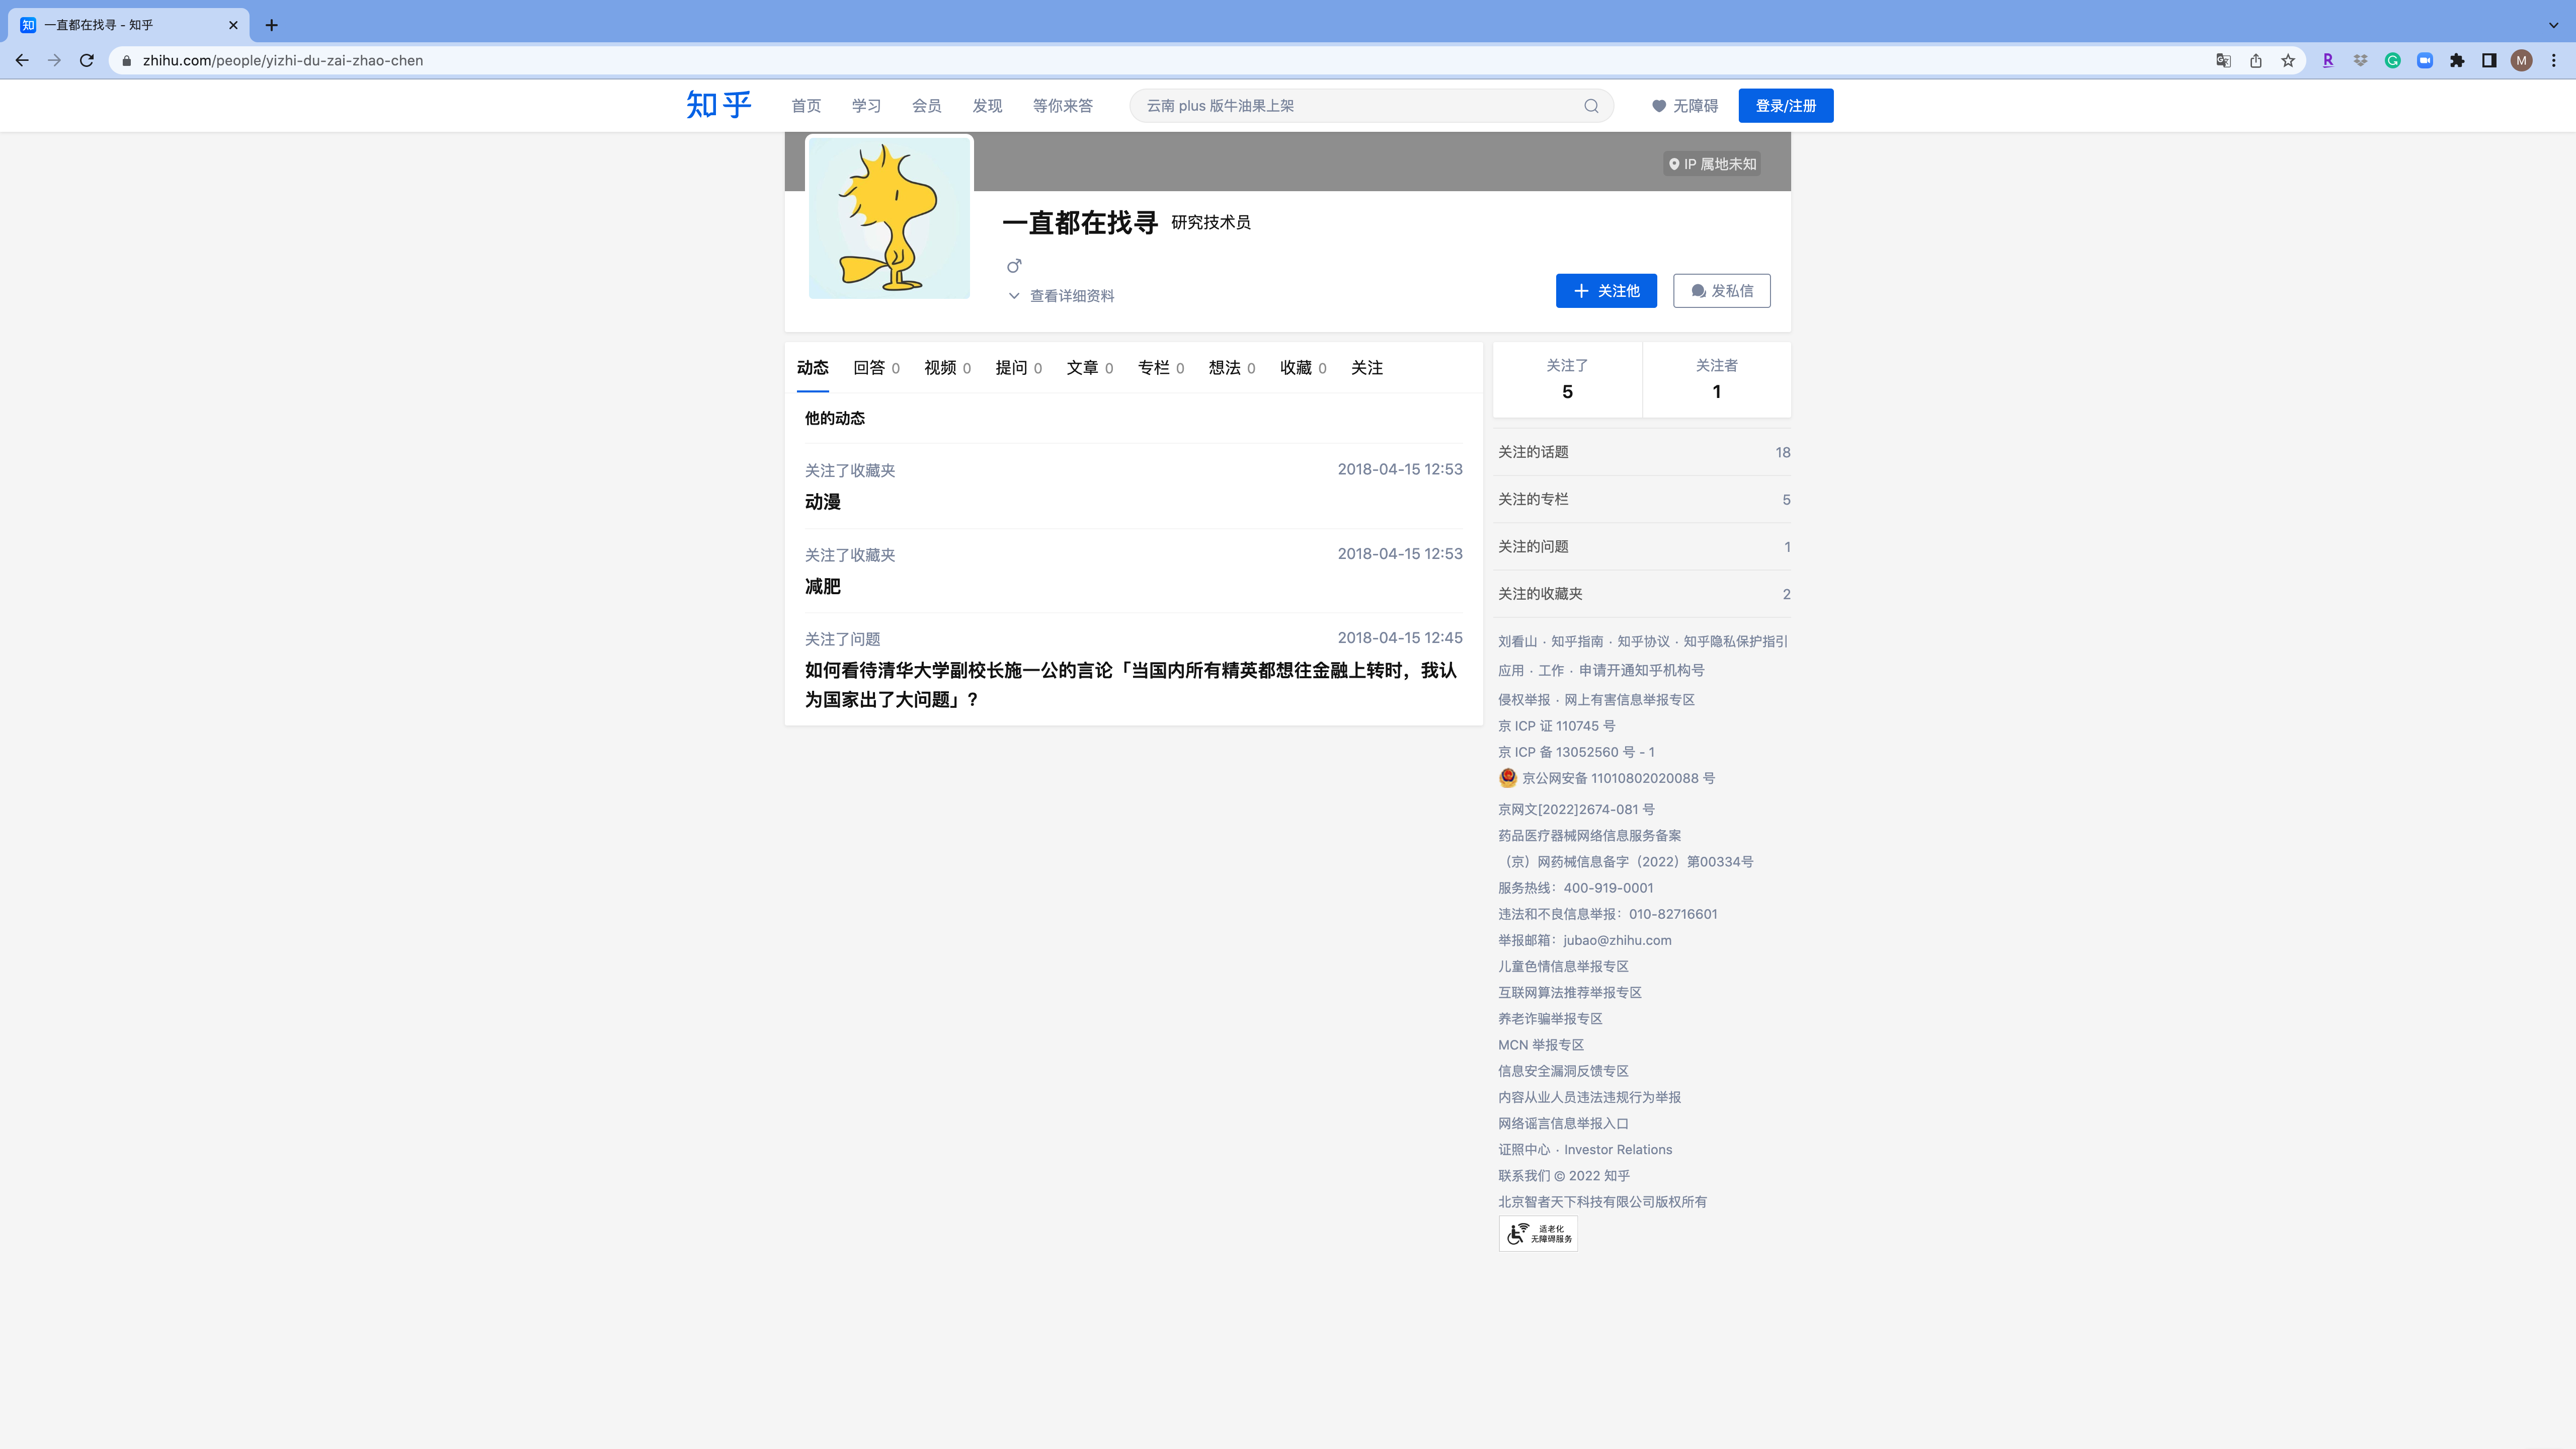 一直都在找寻 - 知乎
zhihu.com/people/yizhi-du-zai-zhao-chen
M
知乎
首页 学习 会员 发现 等你来答
云南 plus 版牛油果上架
无障碍
登录/注册
IP 属地未知
一直都在找寻 研究技术员
查看详细资料
关注他
发私信
动态 回答 0 视频 0 提问 0 文章 0 专栏 0 想法 0 收藏 0 关注
他的动态
关注了收藏夹 2018-04-15 12:53
动漫
关注了收藏夹 2018-04-15 12:53
减肥
关注了问题 2018-04-15 12:45
如何看待清华大学副校长施一公的言论「当国内所有精英都想往金融上转时，我认
为国家出了大问题」?
关注了 关注者
5 1
关注的话题 18
关注的专栏 5
关注的问题 1
关注的收藏夹 2
刘看山 · 知乎指南 · 知乎协议 · 知乎隐私保护指引
应用 · 工作 · 申请开通知乎机构号
侵权举报 · 网上有害信息举报专区
京 ICP 证 110745 号
京 ICP 备 13052560 号 - 1
京公网安备 11010802020088 号
京网文[2022]2674-081 号
药品医疗器械网络信息服务备案
（京）网药械信息备字（2022）第00334号
服务热线：400-919-0001
违法和不良信息举报：010-82716601
举报邮箱：jubao@zhihu.com
儿童色情信息举报专区
互联网算法推荐举报专区
养老诈骗举报专区
MCN 举报专区
信息安全漏洞反馈专区
内容从业人员违法违规行为举报
网络谣言信息举报入口
证照中心 · Investor Relations
联系我们 © 2022 知乎
北京智者天下科技有限公司版权所有
适老化
无障碍服务